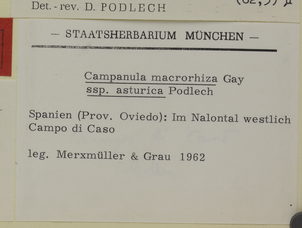 Det.-rev. D. PODLECH
— STAATSHERBARIUM MÜNCHEN —
Campanula macrorhiza Gay
ssp. asturica Podlech
Spanien (Prov. Oviedo): Im Nalontal westlich
Campo di Caso
leg. Merxmüller & Grau 1962